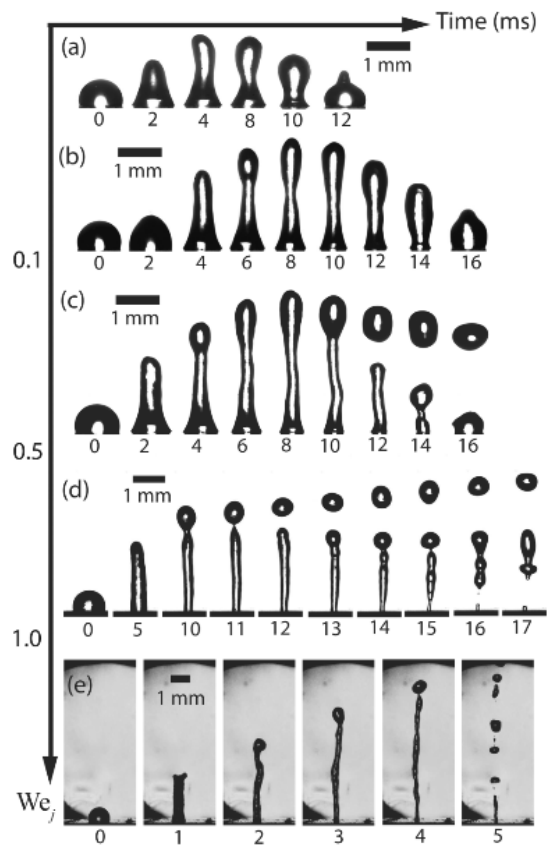 Time (ms)
(a)
1 mm
0 2 4 8 10 12
(b)
1 mm
0 2 4 6 8 10 12 14 16
0.1
(c)
1 mm
0 2 4 6 8 10 12 14 16
0.5
(d)
1 mm
0 5 10 11 12 13 14 15 16 17
1.0
(e)
1 mm
We_j
0 1 2 3 4 5